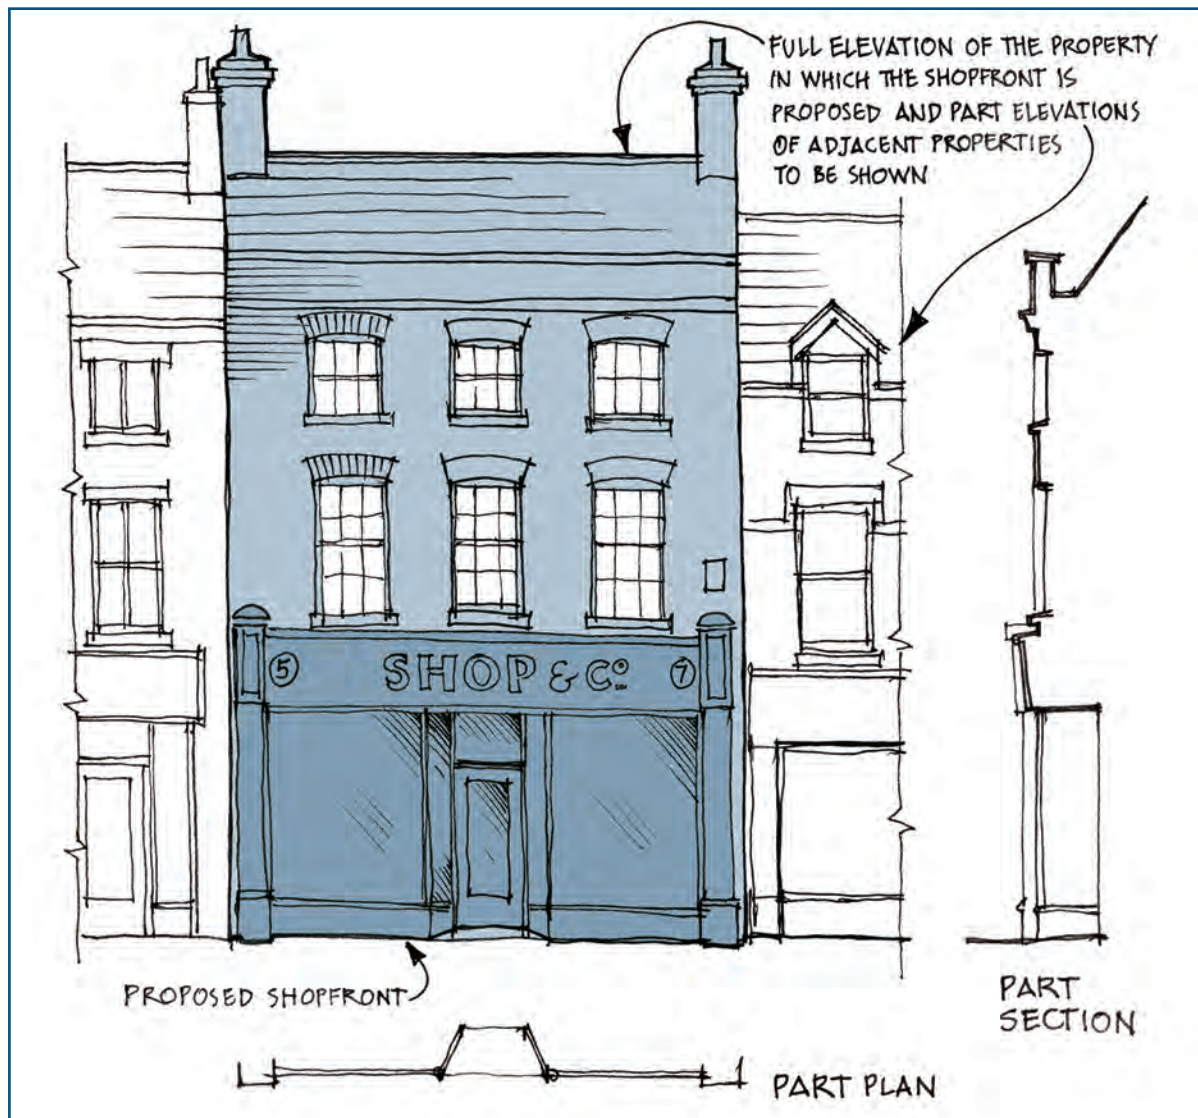 FULL ELEVATION OF THE PROPERTY
IN WHICH THE SHOPFRONT IS
PROPOSED AND PART ELEVATIONS
OF ADJACENT PROPERTIES
TO BE SHOWN
5 SHOP & Co. 7
PROPOSED SHOPFRONT
PART
SECTION
PART PLAN